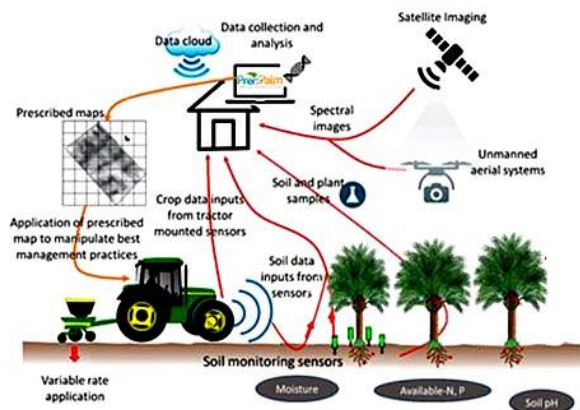 Data collection and
analysis
Data cloud
Satellite Imaging
PrecPalm
Prescribed maps
Spectral
images
Unmanned
aerial systems
Soil and plant
samples
Crop data inputs
from tractor
mounted sensors
Application of prescribed
map to manipulate best
management practices
Soil data
inputs from
sensors
Soil monitoring sensors
Variable rate
application
Moisture
Available-N, P
Soil pH